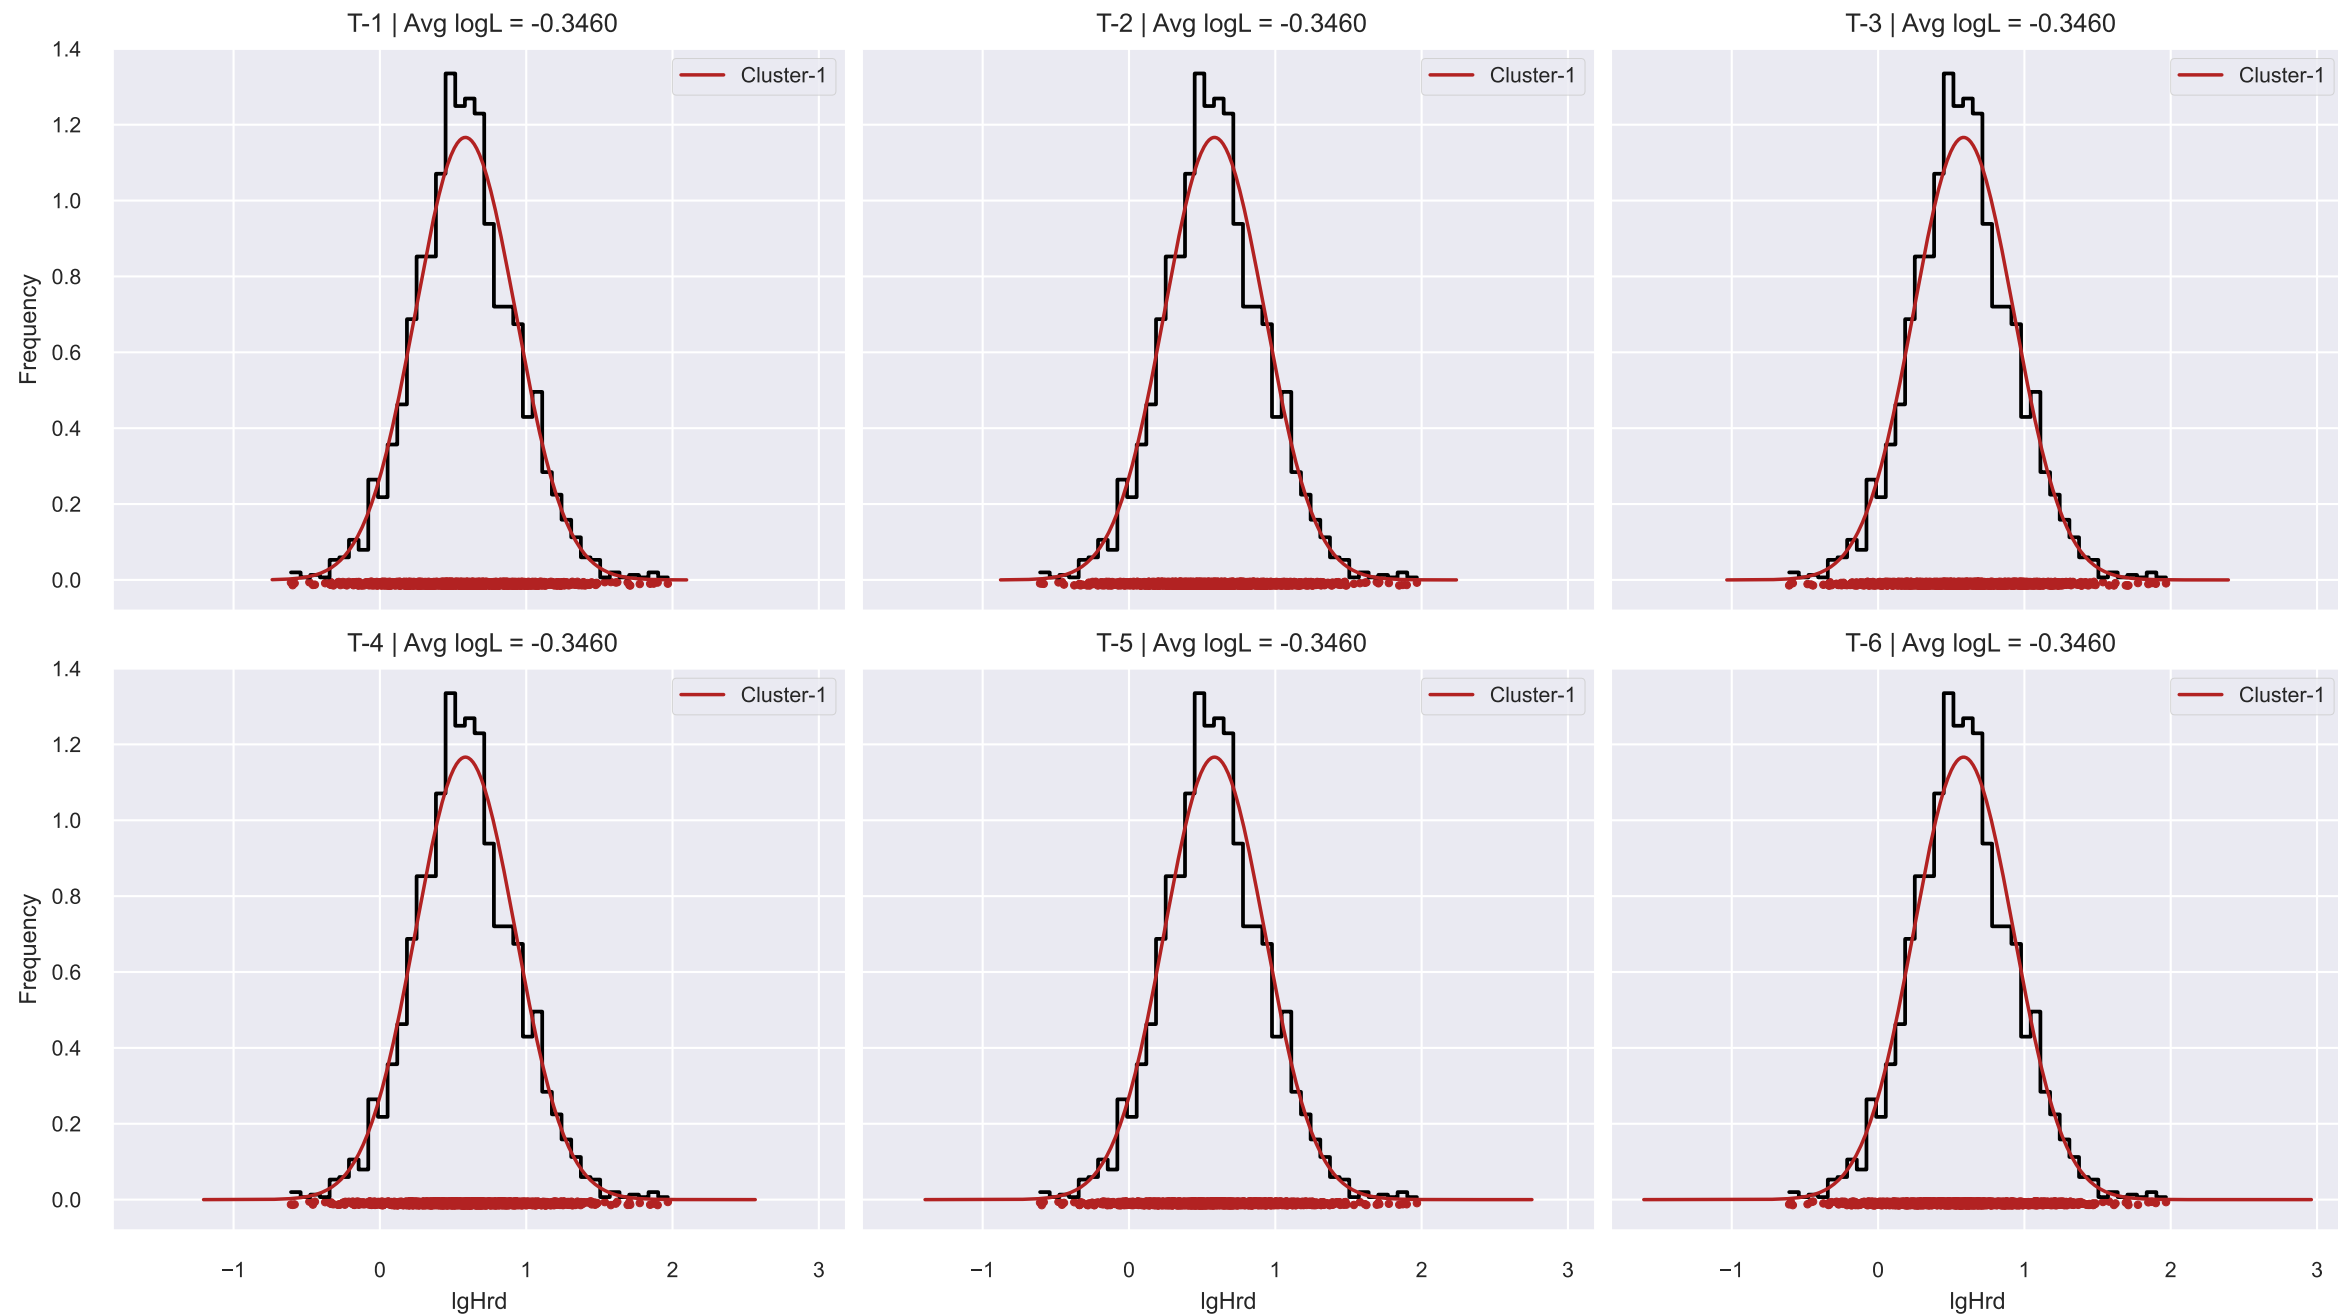 T-1 | Avg logL = -0.3460
T-2 | Avg logL = -0.3460
T-3 | Avg logL = -0.3460
1.4
1.2
1.0
0.8
0.6
0.4
0.2
0.0
Frequency
Cluster-1
Cluster-1
Cluster-1
T-4 | Avg logL = -0.3460
T-5 | Avg logL = -0.3460
T-6 | Avg logL = -0.3460
1.4
1.2
1.0
0.8
0.6
0.4
0.2
0.0
Frequency
Cluster-1
Cluster-1
Cluster-1
−1 0 1 2 3
−1 0 1 2 3
−1 0 1 2 3
lgHrd
lgHrd
lgHrd